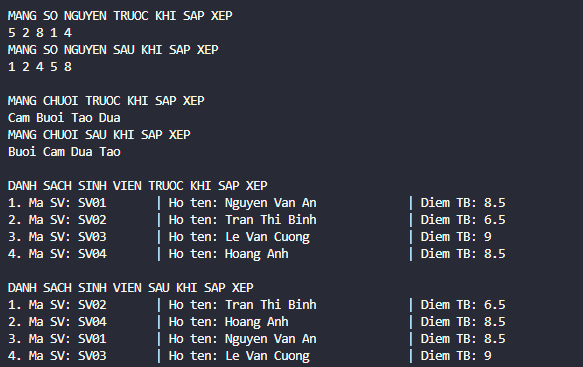 MANG SO NGUYEN TRUOC KHI SAP XEP
5 2 8 1 4
MANG SO NGUYEN SAU KHI SAP XEP
1 2 4 5 8
MANG CHUOI TRUOC KHI SAP XEP
Cam Buoi Tao Dua
MANG CHUOI SAU KHI SAP XEP
Buoi Cam Dua Tao
DANH SACH SINH VIEN TRUOC KHI SAP XEP
1. Ma SV: SV01 | Ho ten: Nguyen Van An | Diem TB: 8.5
2. Ma SV: SV02 | Ho ten: Tran Thi Binh | Diem TB: 6.5
3. Ma SV: SV03 | Ho ten: Le Van Cuong | Diem TB: 9
4. Ma SV: SV04 | Ho ten: Hoang Anh | Diem TB: 8.5
DANH SACH SINH VIEN SAU KHI SAP XEP
1. Ma SV: SV02 | Ho ten: Tran Thi Binh | Diem TB: 6.5
2. Ma SV: SV04 | Ho ten: Hoang Anh | Diem TB: 8.5
3. Ma SV: SV01 | Ho ten: Nguyen Van An | Diem TB: 8.5
4. Ma SV: SV03 | Ho ten: Le Van Cuong | Diem TB: 9